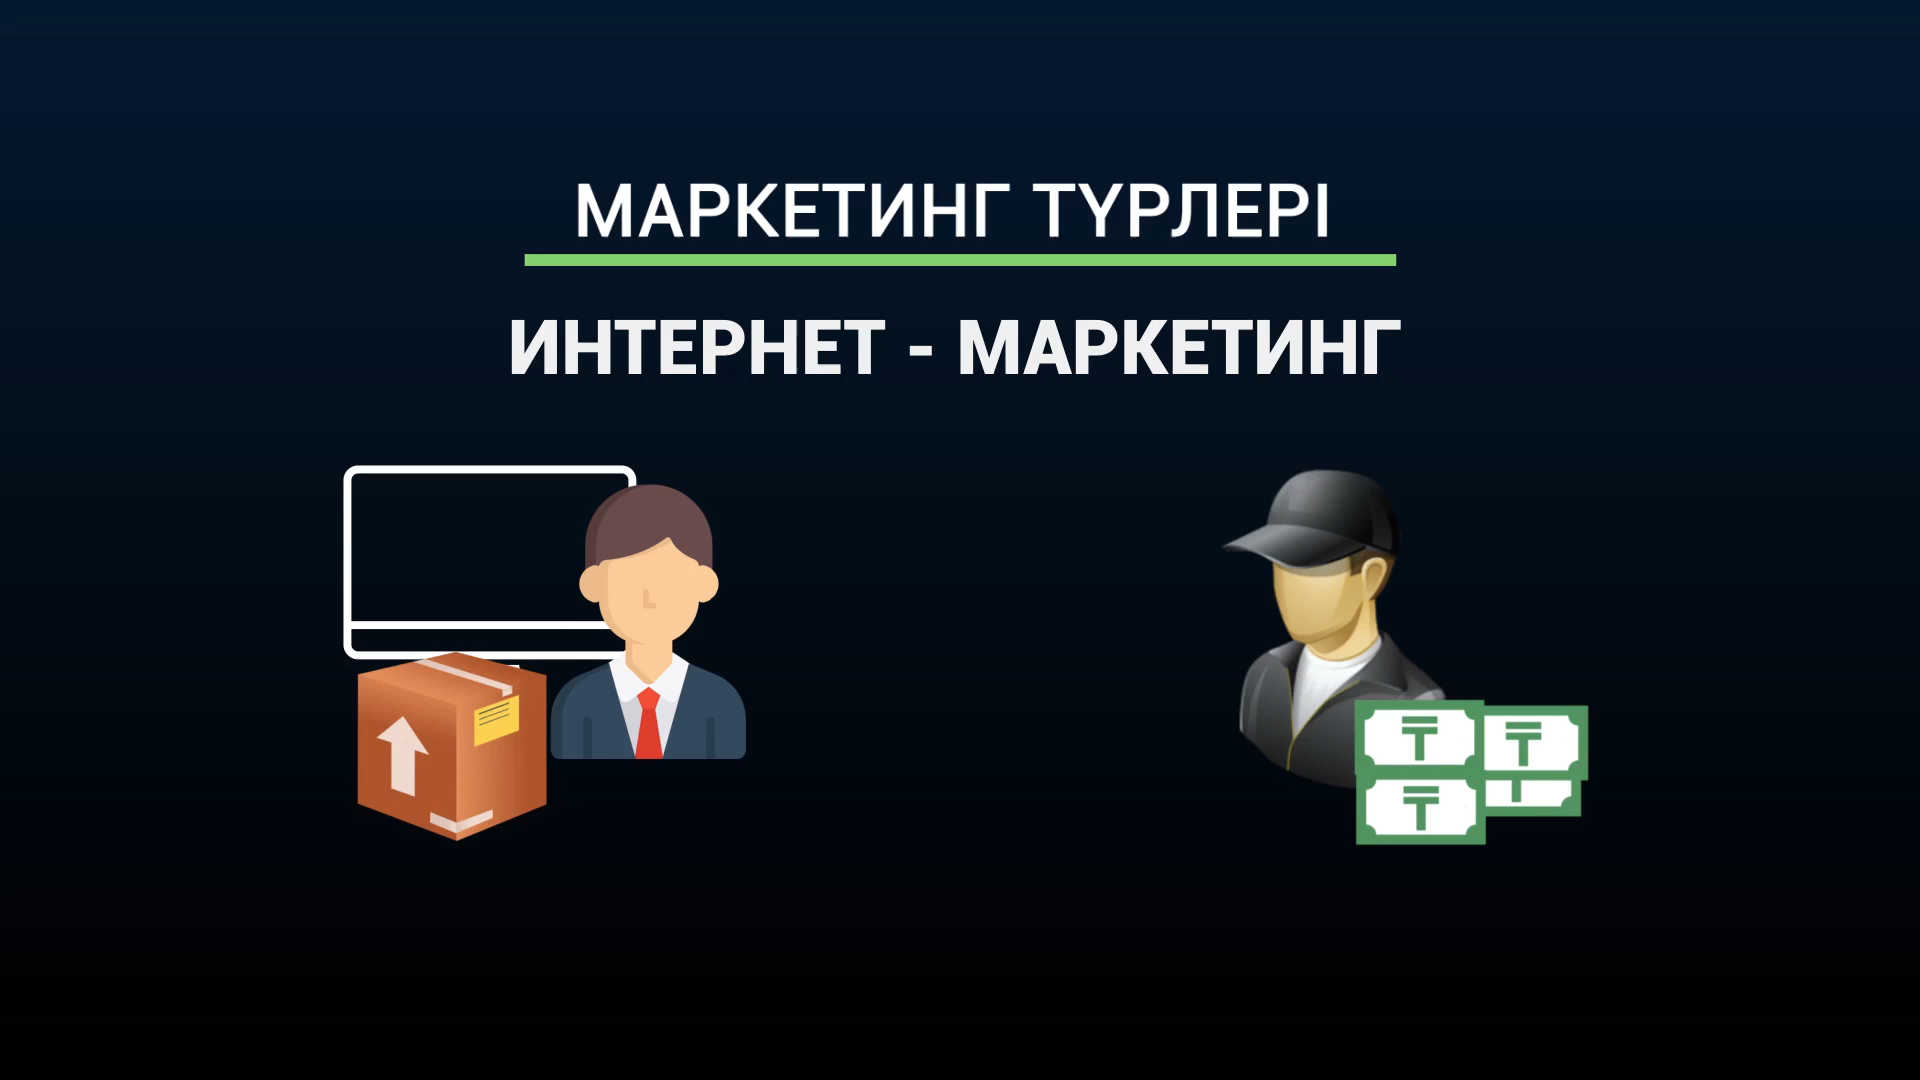 МАРКЕТИНГ ТҮРЛЕРІ
ИНТЕРНЕТ - МАРКЕТИНГ
₸ ₸
₸ ₸